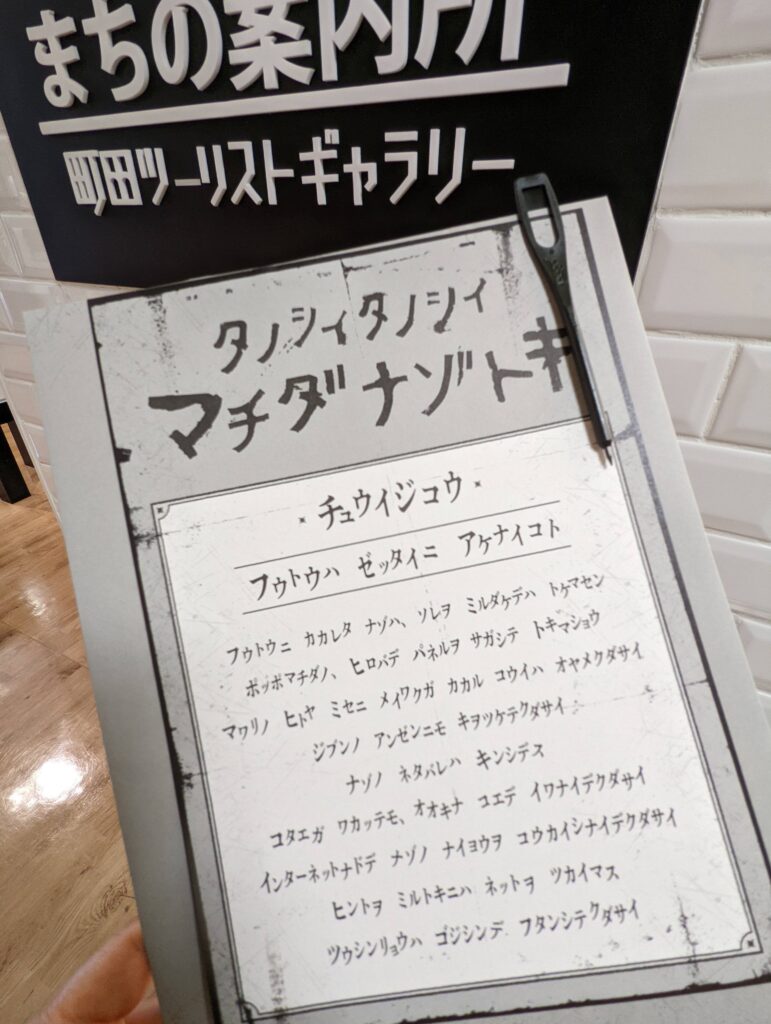 まちの案内所
町田ツーリストギャラリー
タノシィタノシィ
マチダナゾトキ
チュウイジコウ
フウトウハ ゼッタイニ アケナイコト
フウトウニ カカレタ ナゾハ、ソレヲ ミルダケデハ トケマセン
ポッポマチダノ、ヒロバデ パネルヲ サガシテ トキマショウ
マワリノ ヒトヤ ミセニ メイワクガ カカル コウイハ オヤメクダサイ
ジブンノ アンゼンニモ キヲツケテクダサイ
ナゾノ ネタバレハ キンシデス
コタエガ ワカッテモ、オオキナ コエデ イワナイデクダサイ
インターネットナドデ メゾノ ナイヨウヲ コウカイシナイデクダサイ
ヒントヲ ミルトキニハ ネットヲ ツカイマス
ツウシンリョウハ ゴジシンデ フタンシテクダサイ